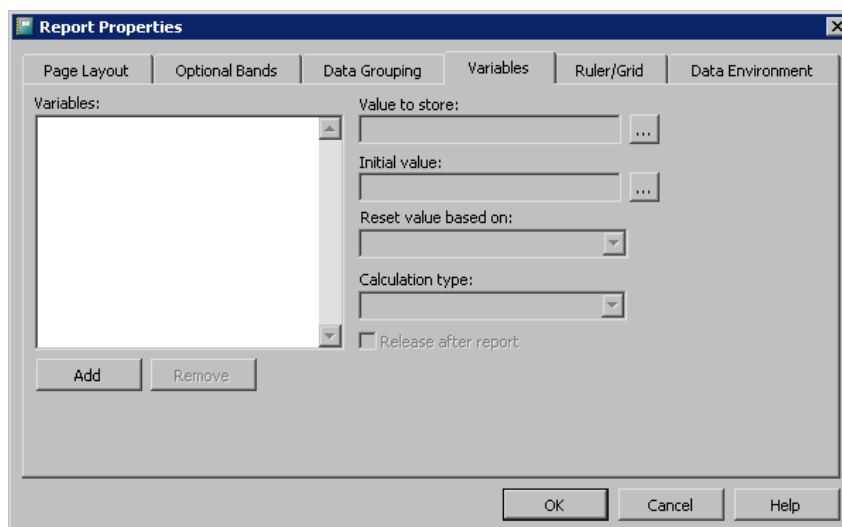 Report Properties
Page Layout Optional Bands Data Grouping Variables Ruler/Grid Data Environment
Variables:
Value to store:
...
Initial value:
...
Reset value based on:
Calculation type:
Release after report
Add Remove
OK Cancel Help